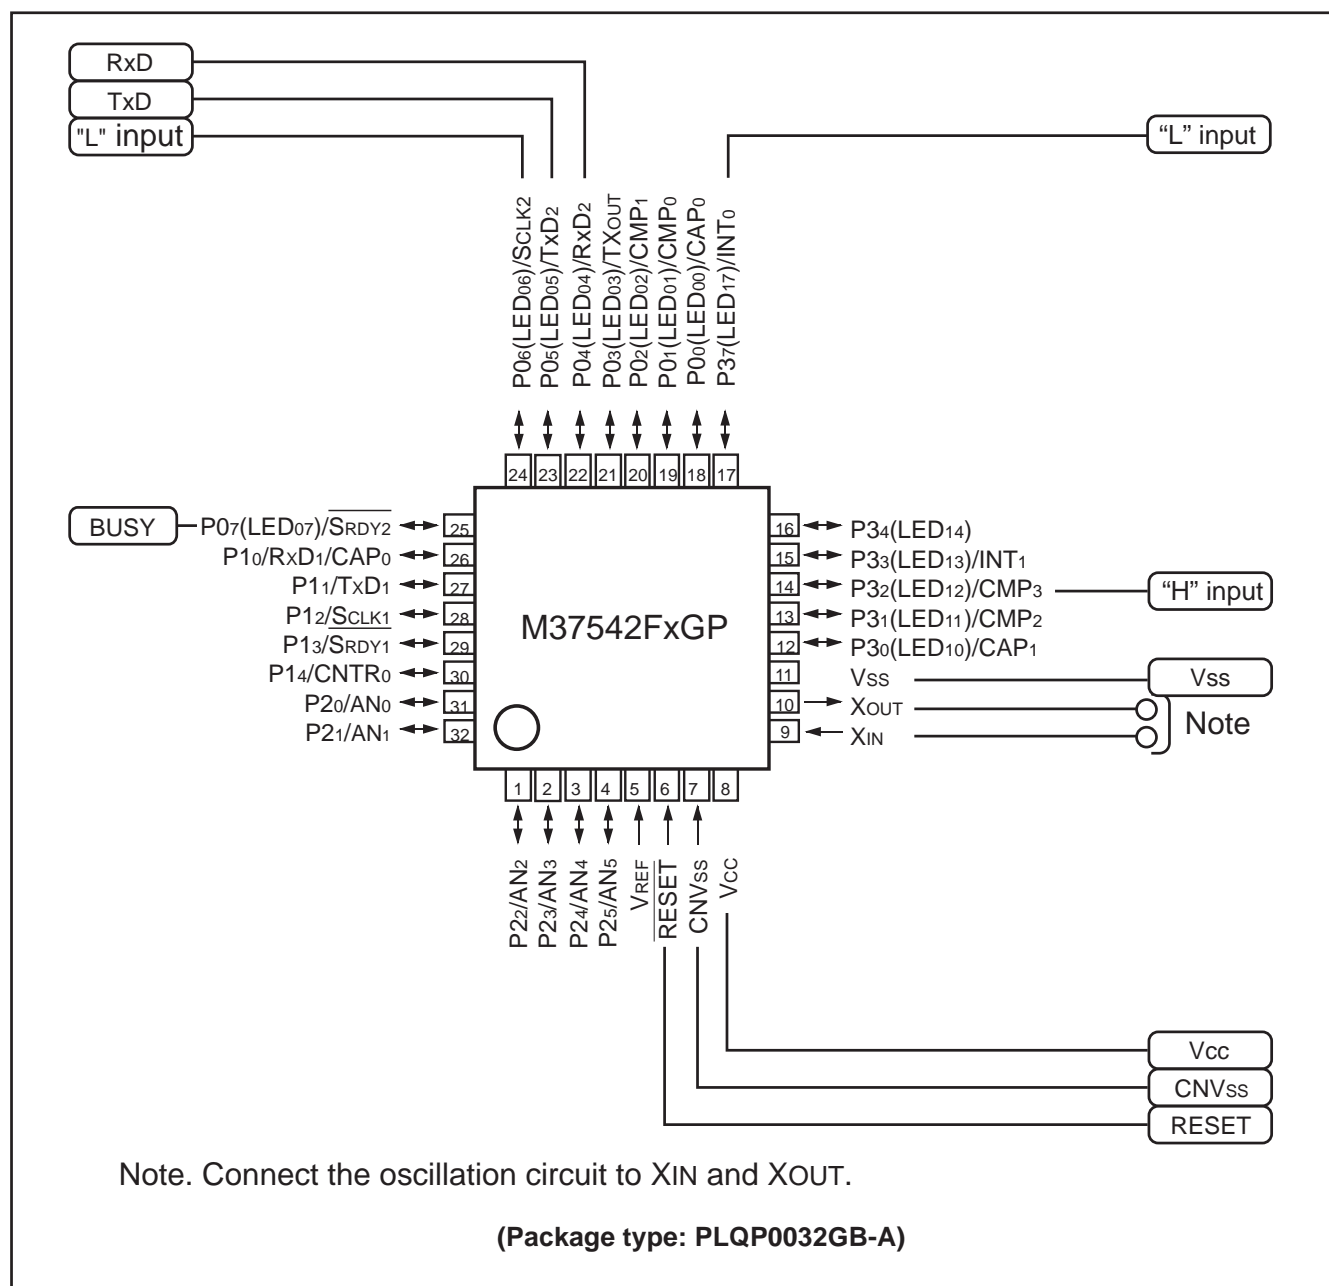 RxD
TxD
"L" input
“L” input
P06(LED06)/SCLK2
P05(LED05)/TxD2
P04(LED04)/RxD2
P03(LED03)/TXOUT
P02(LED02)/CMP1
P01(LED01)/CMP0
P00(LED00)/CAP0
P37(LED17)/INT0
24 23 22 21 20 19 18 17
BUSY
P07(LED07)/SRDY2 25
P10/RXD1/CAP0 26
P11/TXD1 27
P12/SCLK1 28
P13/SRDY1 29
P14/CNTR0 30
P20/AN0 31
P21/AN1 32
M37542FxGP
16 P34(LED14)
15 P33(LED13)/INT1
14 P32(LED12)/CMP3
“H” input
13 P31(LED11)/CMP2
12 P30(LED10)/CAP1
11 VSS
Vss
10 XOUT
9 XIN
Note
1 2 3 4 5 6 7 8
P22/AN2
P23/AN3
P24/AN4
P25/AN5
VREF
RESET
CNVSS
VCC
Vcc
CNVSS
RESET
Note. Connect the oscillation circuit to XIN and XOUT.
(Package type: PLQP0032GB-A)